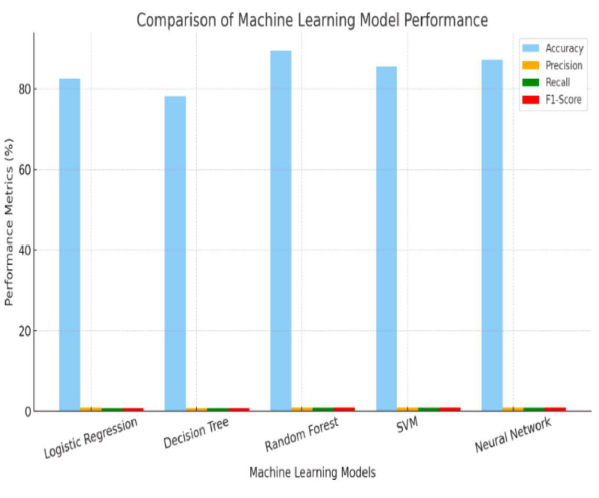 Comparison of Machine Learning Model Performance
Accuracy
Precision
Recall
F1-Score
Performance Metrics (%)
80
60
40
20
0
Logistic Regression
Decision Tree
Random Forest
SVM
Neural Network
Machine Learning Models